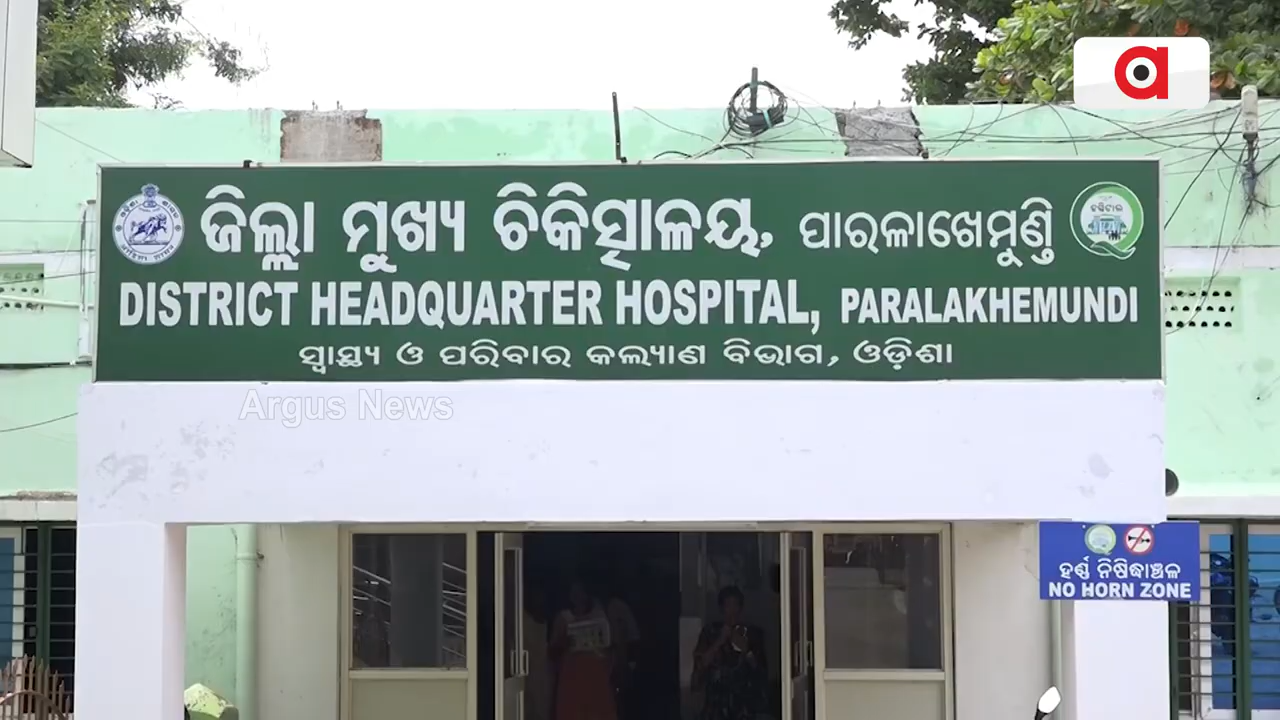 a
ଜିଲ୍ଲା ମୁଖ୍ୟ ଚିକିତ୍ସାଳୟ, ପାରଳାଖେମୁଣ୍ଡି
DISTRICT HEADQUARTER HOSPITAL, PARALAKHEMUNDI
ସ୍ୱାସ୍ଥ୍ୟ ଓ ପରିବାର କଲ୍ୟାଣ ବିଭାଗ, ଓଡ଼ିଶା
Argus News
ହର୍ଣ୍ଣ ନିଷିଦ୍ଧାଞ୍ଚଳ
NO HORN ZONE